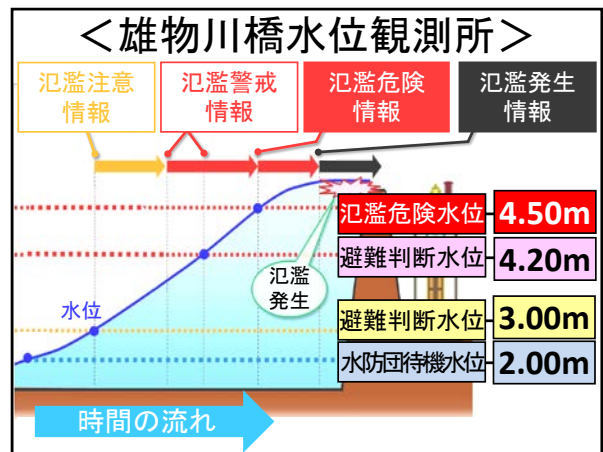 ＜雄物川橋水位観測所＞
氾濫注意
情報
氾濫警戒
情報
氾濫危険
情報
氾濫発生
情報
氾濫危険水位 4.50m
避難判断水位 4.20m
氾濫
発生
水位
避難判断水位 3.00m
水防団待機水位 2.00m
時間の流れ